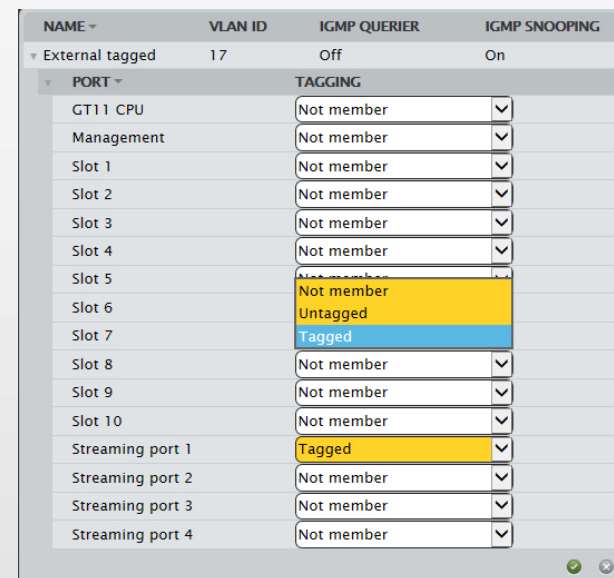 NAME VLAN ID IGMP QUERIER IGMP SNOOPING
External tagged 17 Off On
PORT TAGGING
GT11 CPU Not member
Management Not member
Slot 1 Not member
Slot 2 Not member
Slot 3 Not member
Slot 4 Not member
Slot 5
Not member
Slot 6 Untagged
Slot 7 Tagged
Slot 8 Not member
Slot 9 Not member
Slot 10 Not member
Streaming port 1 Tagged
Streaming port 2 Not member
Streaming port 3 Not member
Streaming port 4 Not member